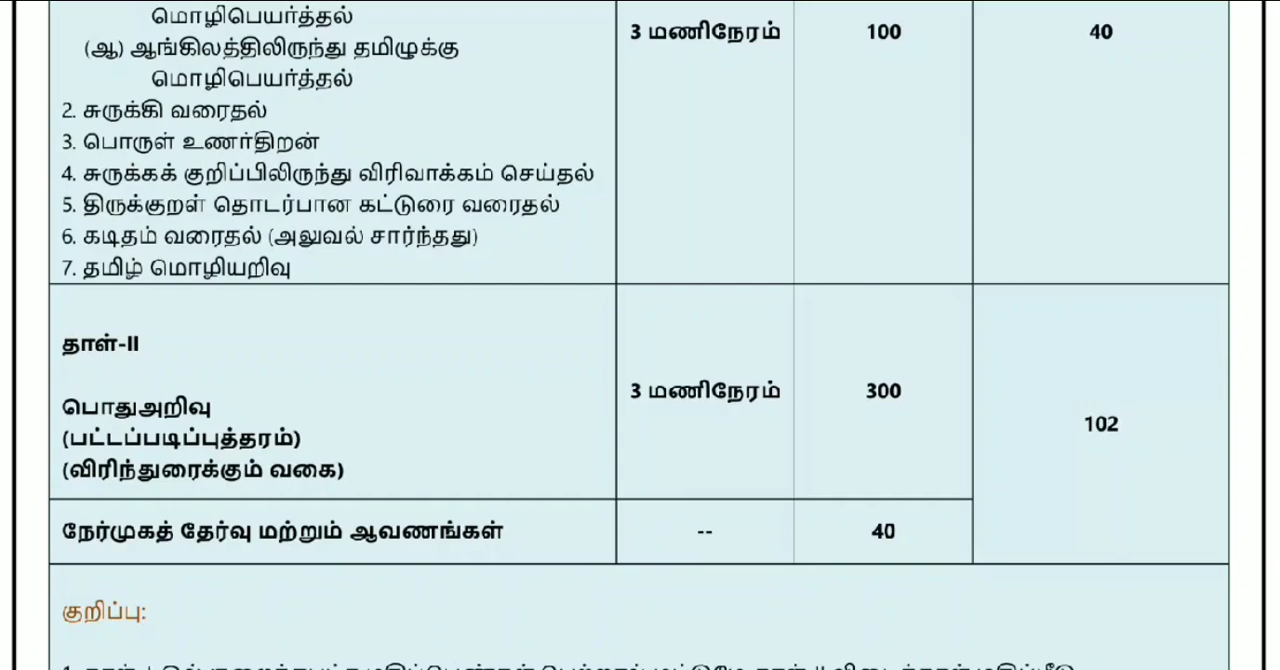 மொழிபெயர்த்தல்
(ஆ) ஆங்கிலத்திலிருந்து தமிழுக்கு
மொழிபெயர்த்தல்
3 மணிநேரம் 100 40
2. சுருக்கி வரைதல்
3. பொருள் உணர்திறன்
4. சுருக்கக் குறிப்பிலிருந்து விரிவாக்கம் செய்தல்
5. திருக்குறள் தொடர்பான கட்டுரை வரைதல்
6. கடிதம் வரைதல் (அலுவல் சார்ந்தது)
7. தமிழ் மொழியறிவு
தாள்-II
பொதுஅறிவு
(பட்டப்படிப்புத்தரம்)
(விரிந்துரைக்கும் வகை)
3 மணிநேரம் 300
102
நேர்முகத் தேர்வு மற்றும் ஆவணங்கள் -- 40
குறிப்பு: